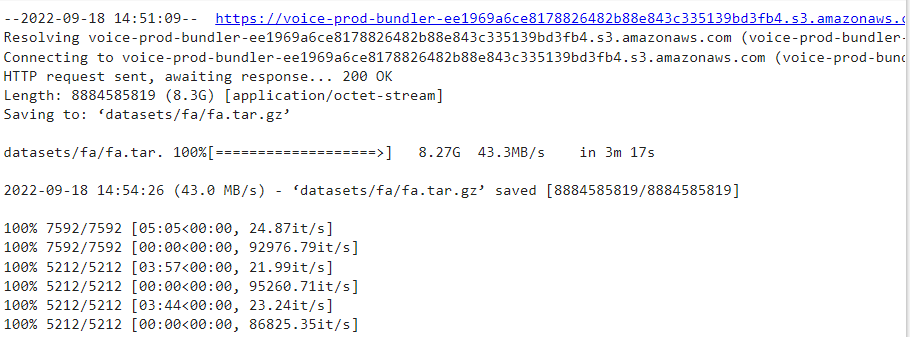 --2022-09-18 14:51:09--  https://voice-prod-bundler-ee1969a6ce8178826482b88e843c335139bd3fb4.s3.amazonaws.c
Resolving voice-prod-bundler-ee1969a6ce8178826482b88e843c335139bd3fb4.s3.amazonaws.com (voice-prod-bundler-
Connecting to voice-prod-bundler-ee1969a6ce8178826482b88e843c335139bd3fb4.s3.amazonaws.com (voice-prod-bund
HTTP request sent, awaiting response... 200 OK
Length: 8884585819 (8.3G) [application/octet-stream]
Saving to: ‘datasets/fa/fa.tar.gz’
datasets/fa/fa.tar. 100%[===================>]   8.27G  43.3MB/s    in 3m 17s
2022-09-18 14:54:26 (43.0 MB/s) - ‘datasets/fa/fa.tar.gz’ saved [8884585819/8884585819]
100% 7592/7592 [05:05<00:00, 24.87it/s]
100% 7592/7592 [00:00<00:00, 92976.79it/s]
100% 5212/5212 [03:57<00:00, 21.99it/s]
100% 5212/5212 [00:00<00:00, 95260.71it/s]
100% 5212/5212 [03:44<00:00, 23.24it/s]
100% 5212/5212 [00:00<00:00, 86825.35it/s]